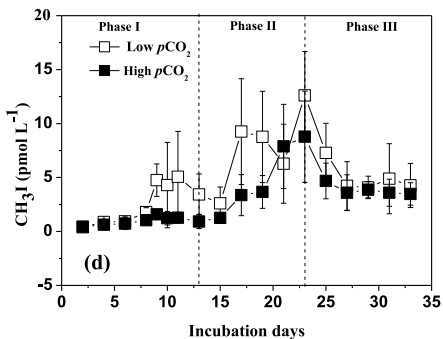 Phase I Phase II Phase III
Low pCO₂
High pCO₂
20
15
10
5
0
-5
CH₃I (pmol L⁻¹)
(d)
0 5 10 15 20 25 30 35
Incubation days